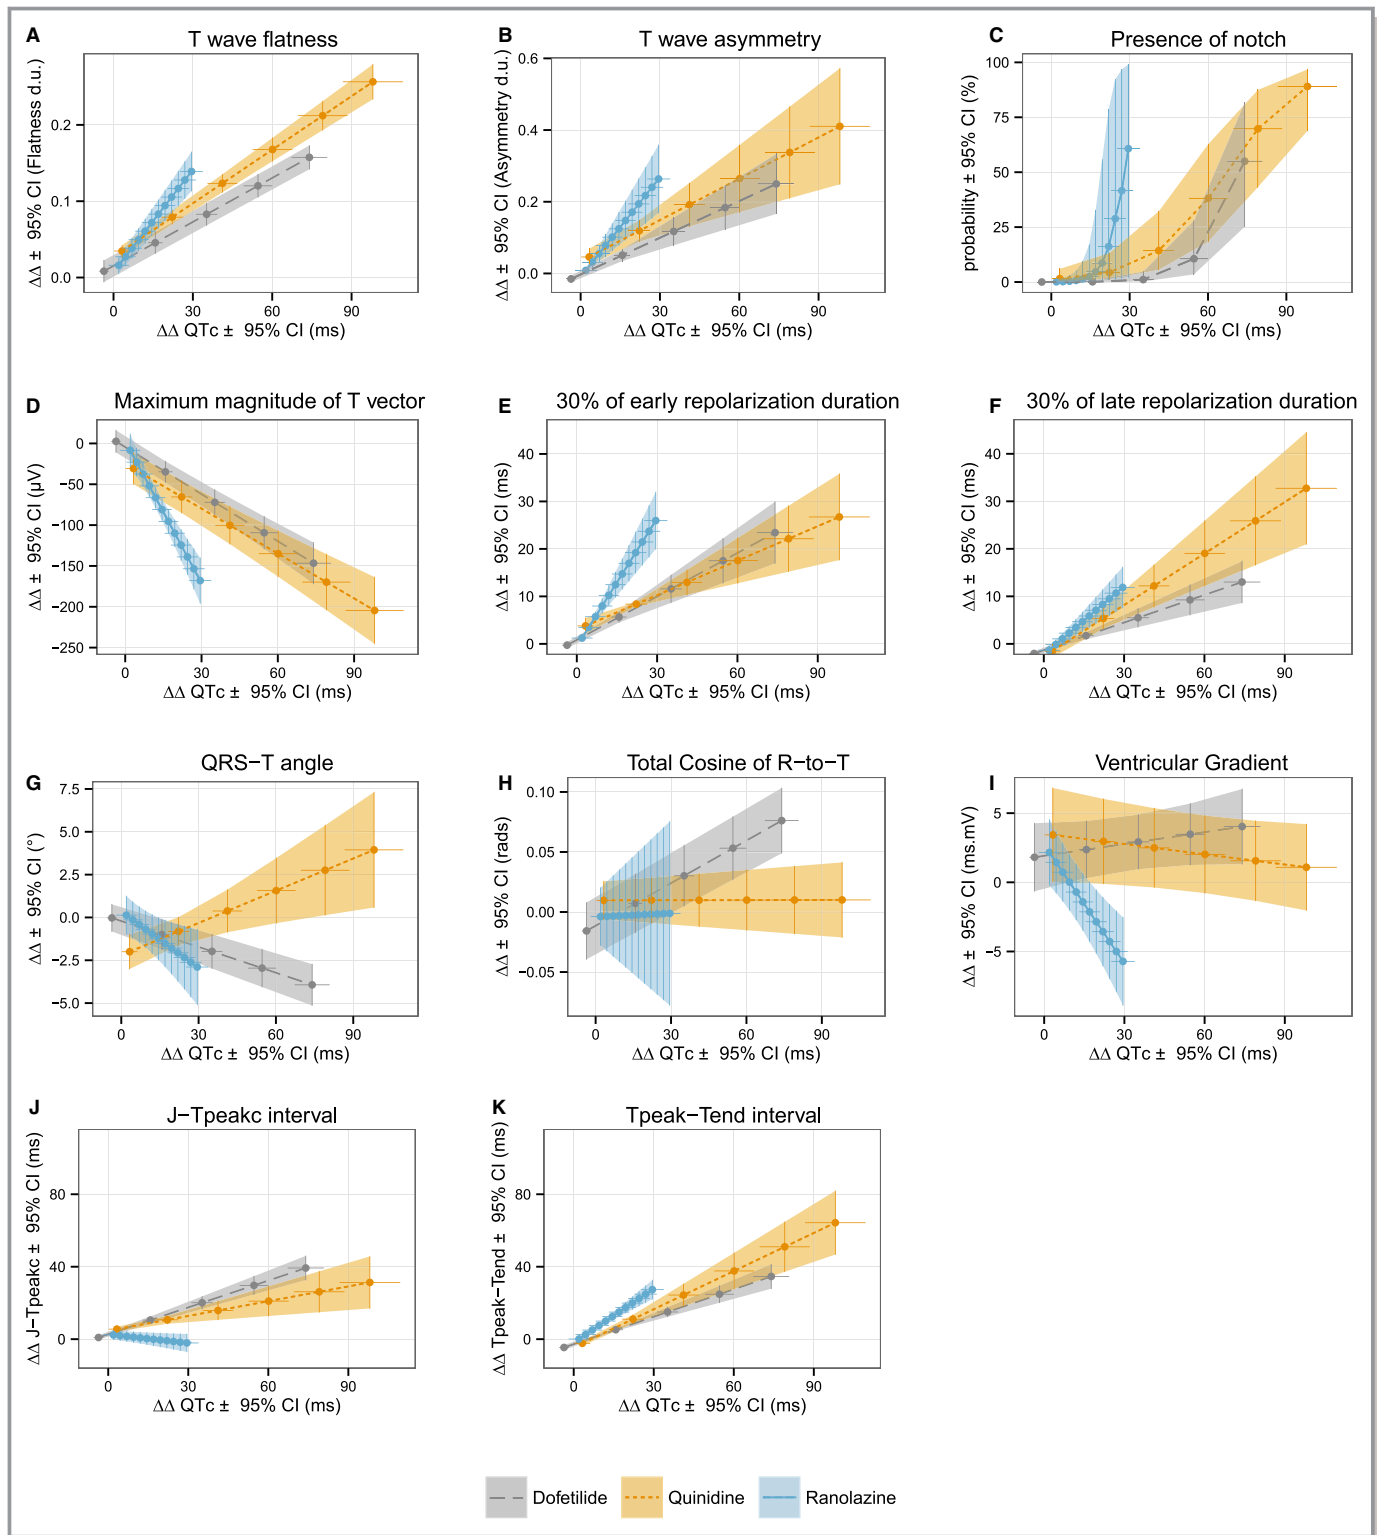 A
T wave flatness
ΔΔ ± 95% CI (Flatness d.u.)
0.2
0.1
0.0
0 30 60 90
ΔΔ QTc ± 95% CI (ms)
B
T wave asymmetry
ΔΔ ± 95% CI (Asymmetry d.u.)
0.6
0.4
0.2
0.0
0 30 60 90
ΔΔ QTc ± 95% CI (ms)
C
Presence of notch
probability ± 95% CI (%)
100
75
50
25
0
0 30 60 90
ΔΔ QTc ± 95% CI (ms)
D
Maximum magnitude of T vector
ΔΔ ± 95% CI (µV)
0
−50
−100
−150
−200
−250
0 30 60 90
ΔΔ QTc ± 95% CI (ms)
E
30% of early repolarization duration
ΔΔ ± 95% CI (ms)
40
30
20
10
0
0 30 60 90
ΔΔ QTc ± 95% CI (ms)
F
30% of late repolarization duration
ΔΔ ± 95% CI (ms)
40
30
20
10
0
0 30 60 90
ΔΔ QTc ± 95% CI (ms)
G
QRS−T angle
ΔΔ ± 95% CI (°)
7.5
5.0
2.5
0.0
−2.5
−5.0
0 30 60 90
ΔΔ QTc ± 95% CI (ms)
H
Total Cosine of R−to−T
ΔΔ ± 95% CI (rads)
0.10
0.05
0.00
−0.05
0 30 60 90
ΔΔ QTc ± 95% CI (ms)
I
Ventricular Gradient
ΔΔ ± 95% CI (ms.mV)
5
0
−5
0 30 60 90
ΔΔ QTc ± 95% CI (ms)
J
J−Tpeakc interval
ΔΔ J−Tpeakc ± 95% CI (ms)
80
40
0
0 30 60 90
ΔΔ QTc ± 95% CI (ms)
K
Tpeak−Tend interval
ΔΔ Tpeak−Tend ± 95% CI (ms)
80
40
0
0 30 60 90
ΔΔ QTc ± 95% CI (ms)
Dofetilide Quinidine Ranolazine